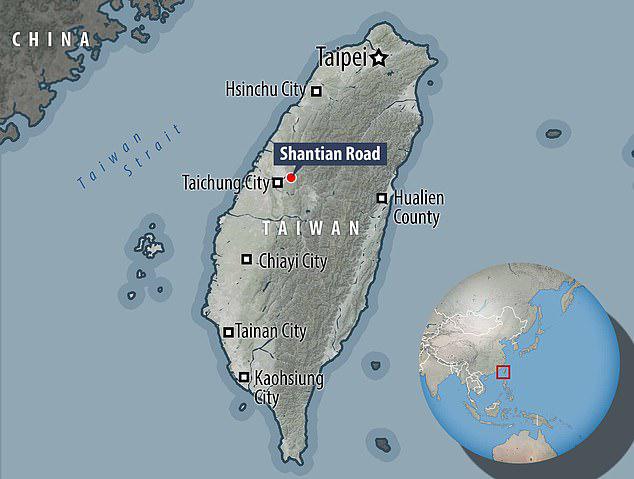 CHINA
Taipei
Hsinchu City
Taiwan
Strait
Shantian Road
Taichung City
Hualien
County
TAIWAN
Chiayi City
Tainan City
Kaohsiung
City